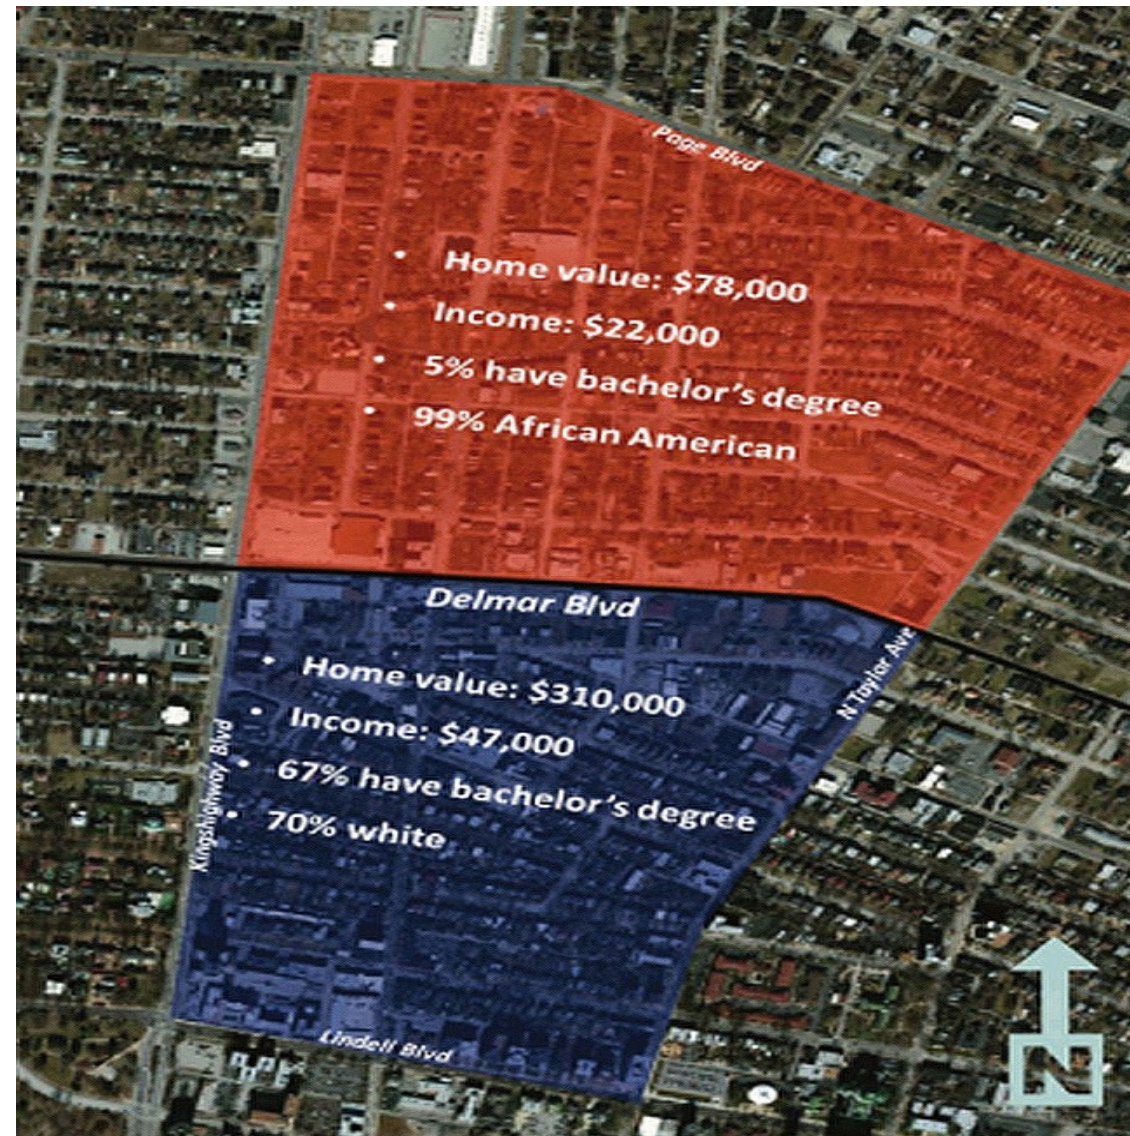 Page Blvd
• Home value: $78,000
• Income: $22,000
• 5% have bachelor's degree
• 99% African American
Delmar Blvd
N Taylor Ave
• Home value: $310,000
• Income: $47,000
• 67% have bachelor's degree
• 70% white
Kingshighway Blvd
Lindell Blvd
N